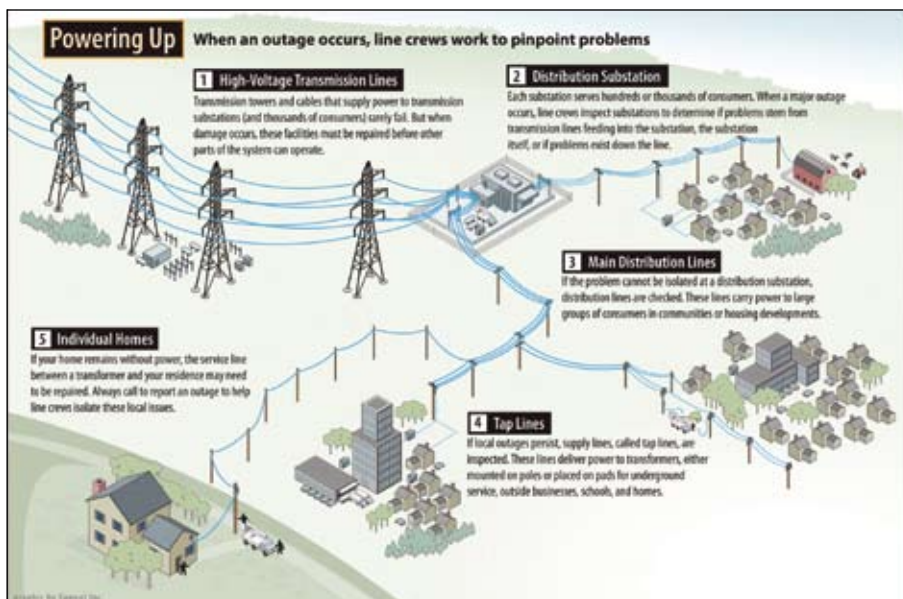 Powering Up
When an outage occurs, line crews work to pinpoint problems
1 High-Voltage Transmission Lines
Transmission towers and cables that supply power to transmission
substations (and thousands of consumers) rarely fail. But when
damage occurs, these facilities must be repaired before other
parts of the system can operate.
2 Distribution Substation
Each substation serves hundreds or thousands of consumers. When a major outage
occurs, line crews inspect substations to determine if problems stem from
transmission lines feeding into the substation, the substation
itself, or if problems exist down the line.
3 Main Distribution Lines
If the problem cannot be isolated at a distribution substation,
distribution lines are checked. These lines carry power to large
groups of consumers in communities or housing developments.
4 Tap Lines
If local outages persist, supply lines, called tap lines, are
inspected. These lines deliver power to transformers, either
mounted on poles or placed on pads for underground
service, outside businesses, schools, and homes.
5 Individual Homes
If your home remains without power, the service line
between a transformer and your residence may need
to be repaired. Always call to report an outage to help
line crews isolate these local issues.